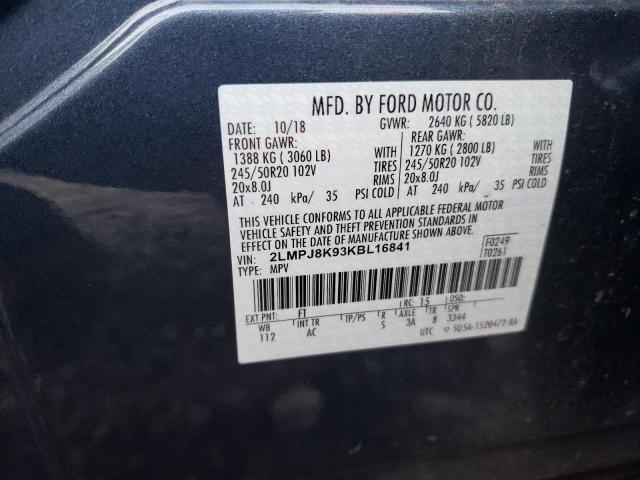 MFD. BY FORD MOTOR CO.
DATE: 10/18 GVWR: 2640 KG ( 5820 LB)
FRONT GAWR: REAR GAWR:
1388 KG ( 3060 LB) WITH 1270 KG ( 2800 LB) WITH
245/50R20 102V TIRES 245/50R20 102V TIRES
20x8.0J RIMS 20x8.0J RIMS
AT 240 kPa/ 35 PSI COLD AT 240 kPa/ 35 PSI COLD
THIS VEHICLE CONFORMS TO ALL APPLICABLE FEDERAL MOTOR
VEHICLE SAFETY AND THEFT PREVENTION STANDARDS IN
EFFECT ON THE DATE OF MANUFACTURE SHOWN ABOVE.
VIN: 2LMPJ8K93KBL16841 F0249
TYPE: MPV T0261
EXT PNT: FT RC: 15 DSO:
WB INT TR TP/PS R AXLE TR SPR
112 AC S 3A 8 3344
UTC